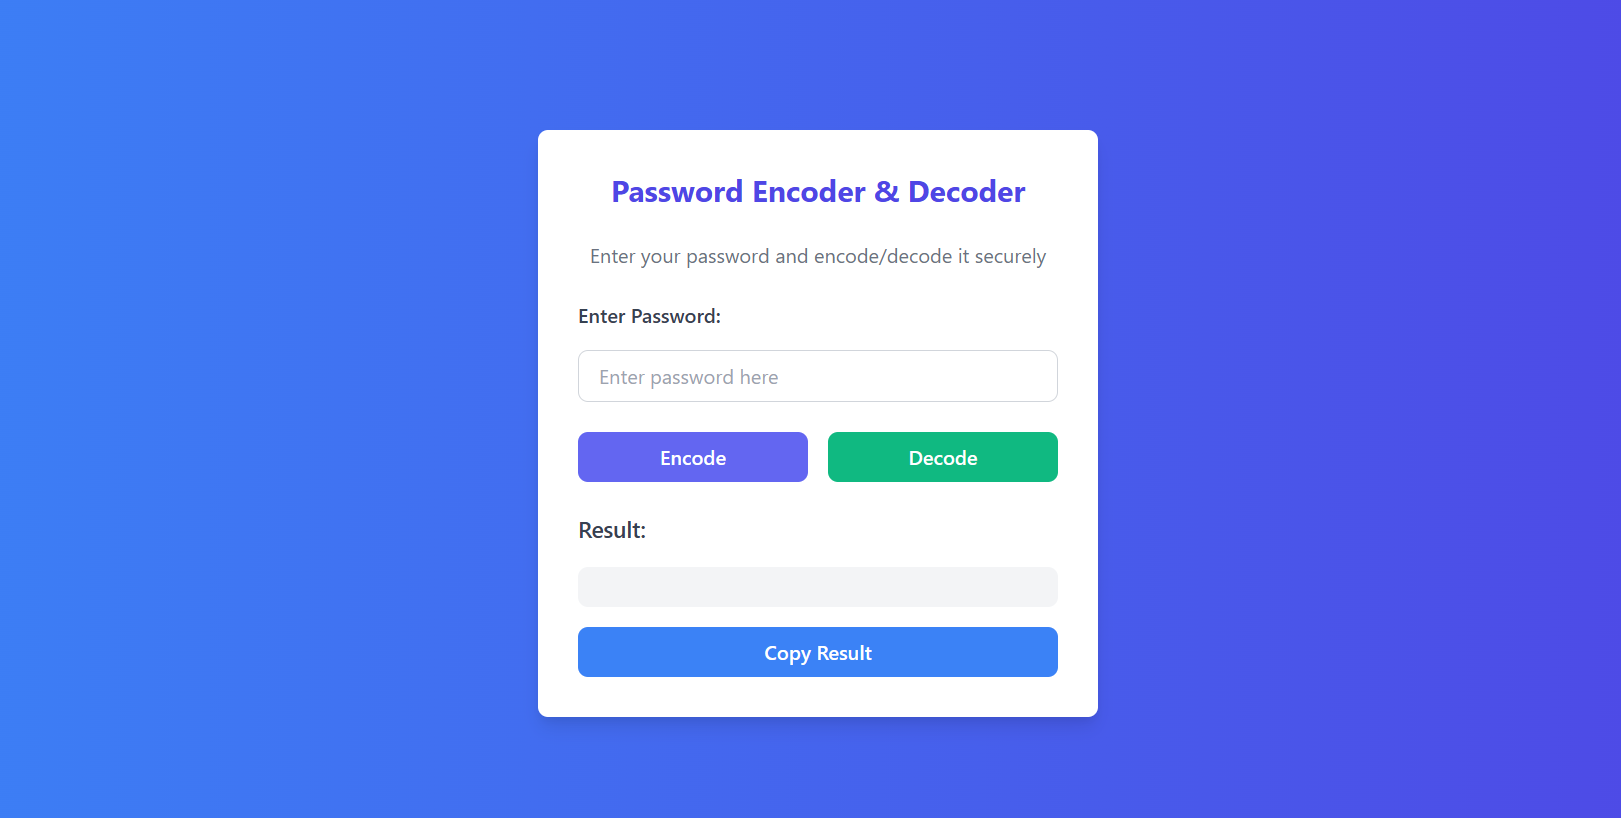 Password Encoder & Decoder
Enter your password and encode/decode it securely
Enter Password:
Enter password here
Encode
Decode
Result:
Copy Result